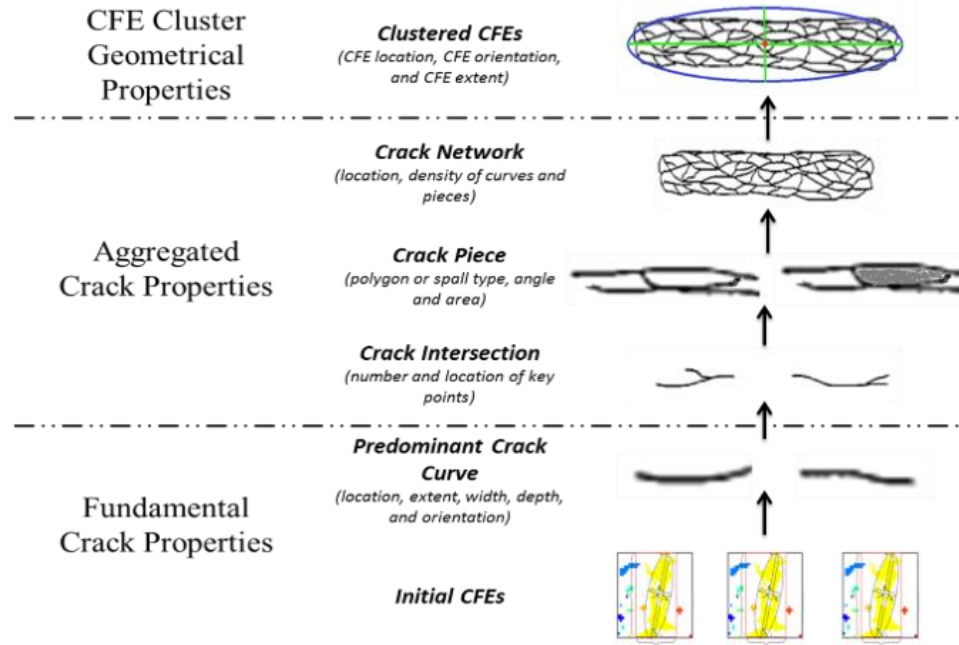 CFE Cluster
Geometrical
Properties
Clustered CFEs
(CFE location, CFE orientation,
and CFE extent)
Aggregated
Crack Properties
Crack Network
(location, density of curves and
pieces)
Crack Piece
(polygon or spall type, angle
and area)
Crack Intersection
(number and location of key
points)
Fundamental
Crack Properties
Predominant Crack
Curve
(location, extent, width, depth,
and orientation)
Initial CFEs